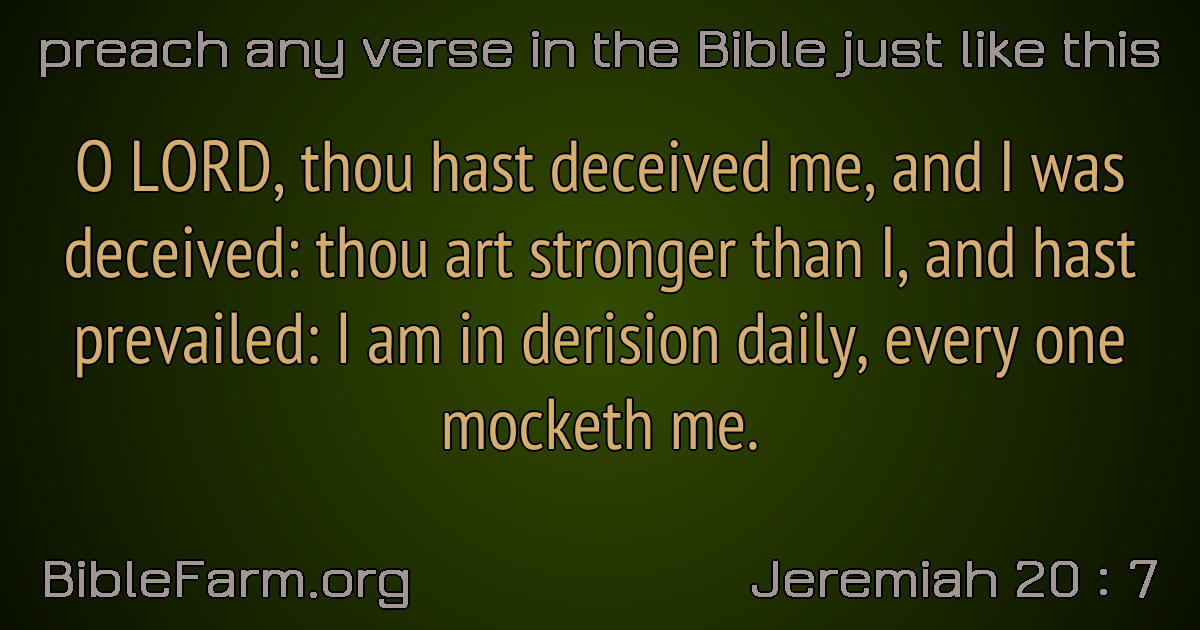 preach any verse in the Bible just like this
O LORD, thou hast deceived me, and I was
deceived: thou art stronger than I, and hast
prevailed: I am in derision daily, every one
mocketh me.
BibleFarm.org
Jeremiah 20 : 7